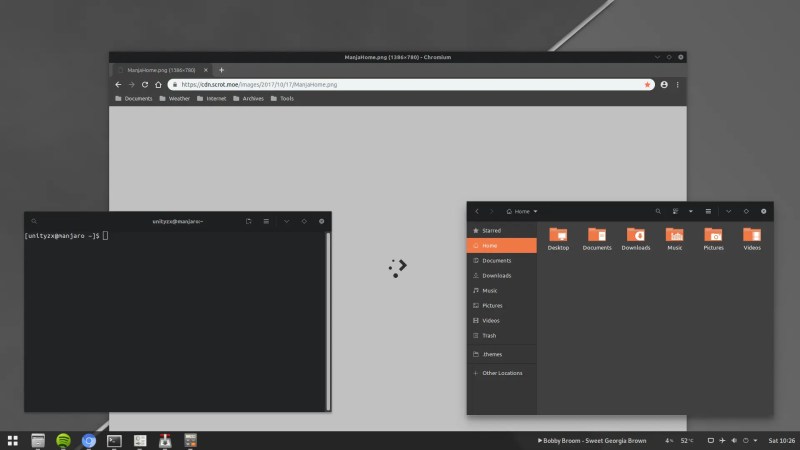 ManjaHome.png (1386×780) - Chromium
ManjaHome.png (1386×780)
https://cdn.scrot.moe/images/2017/10/17/ManjaHome.png
Documents Weather Internet Archives Tools
unityzx@manjaro:~
[unityzx@manjaro ~]$
Home
Starred
Home
Documents
Downloads
Music
Pictures
Videos
Trash
.themes
Other Locations
Desktop Documents Downloads Music Pictures Videos
Bobby Broom - Sweet Georgia Brown
4% 52°C
Sat 10:26